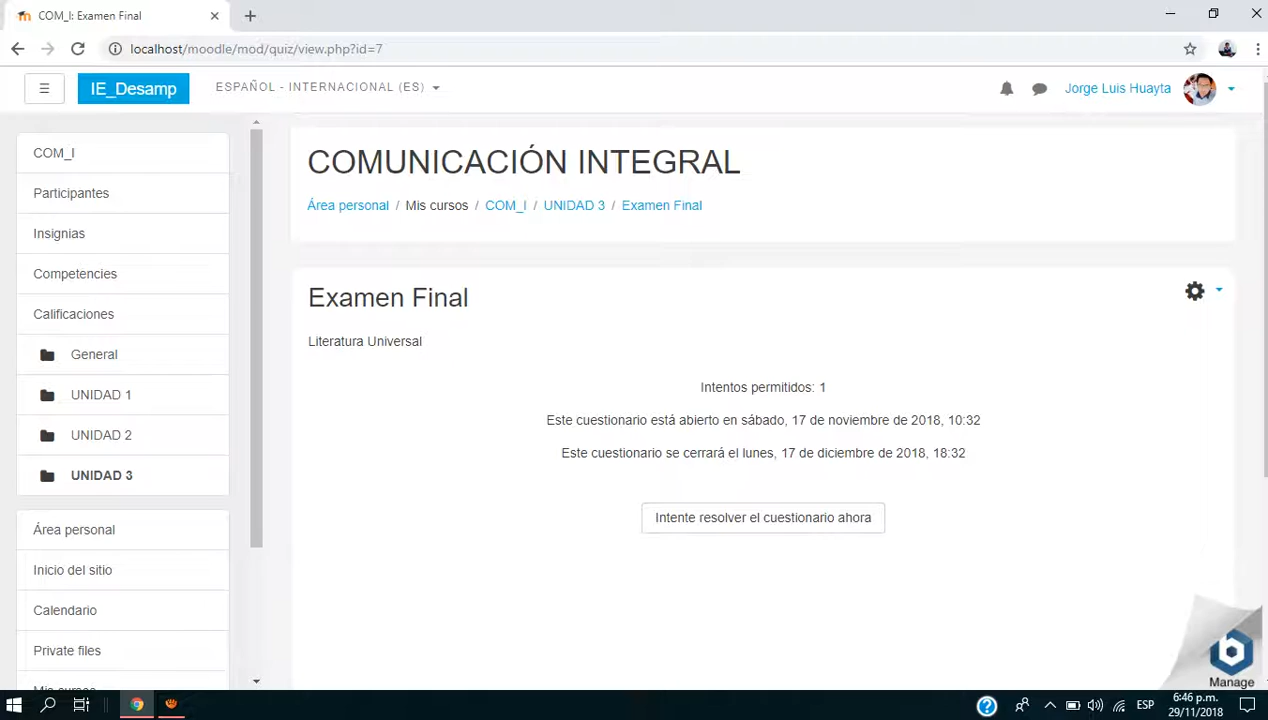 COM_I: Examen Final
localhost/moodle/mod/quiz/view.php?id=7
IE_Desamp
ESPAÑOL - INTERNACIONAL (ES)
Jorge Luis Huayta
COM_I
Participantes
Insignias
Competencies
Calificaciones
General
UNIDAD 1
UNIDAD 2
UNIDAD 3
Área personal
Inicio del sitio
Calendario
Private files
Mis cursos
COMUNICACIÓN INTEGRAL
Área personal / Mis cursos / COM_I / UNIDAD 3 / Examen Final
Examen Final
Literatura Universal
Intentos permitidos: 1
Este cuestionario está abierto en sábado, 17 de noviembre de 2018, 10:32
Este cuestionario se cerrará el lunes, 17 de diciembre de 2018, 18:32
Intente resolver el cuestionario ahora
Manage
ESP
6:46 p.m.
29/11/2018